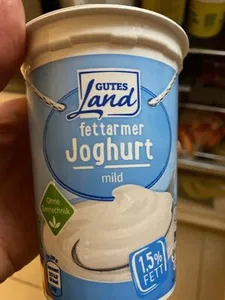 GUTES
Land
fettarmer
Joghurt
mild
Ohne
Gentechnik
1.5%
FETT